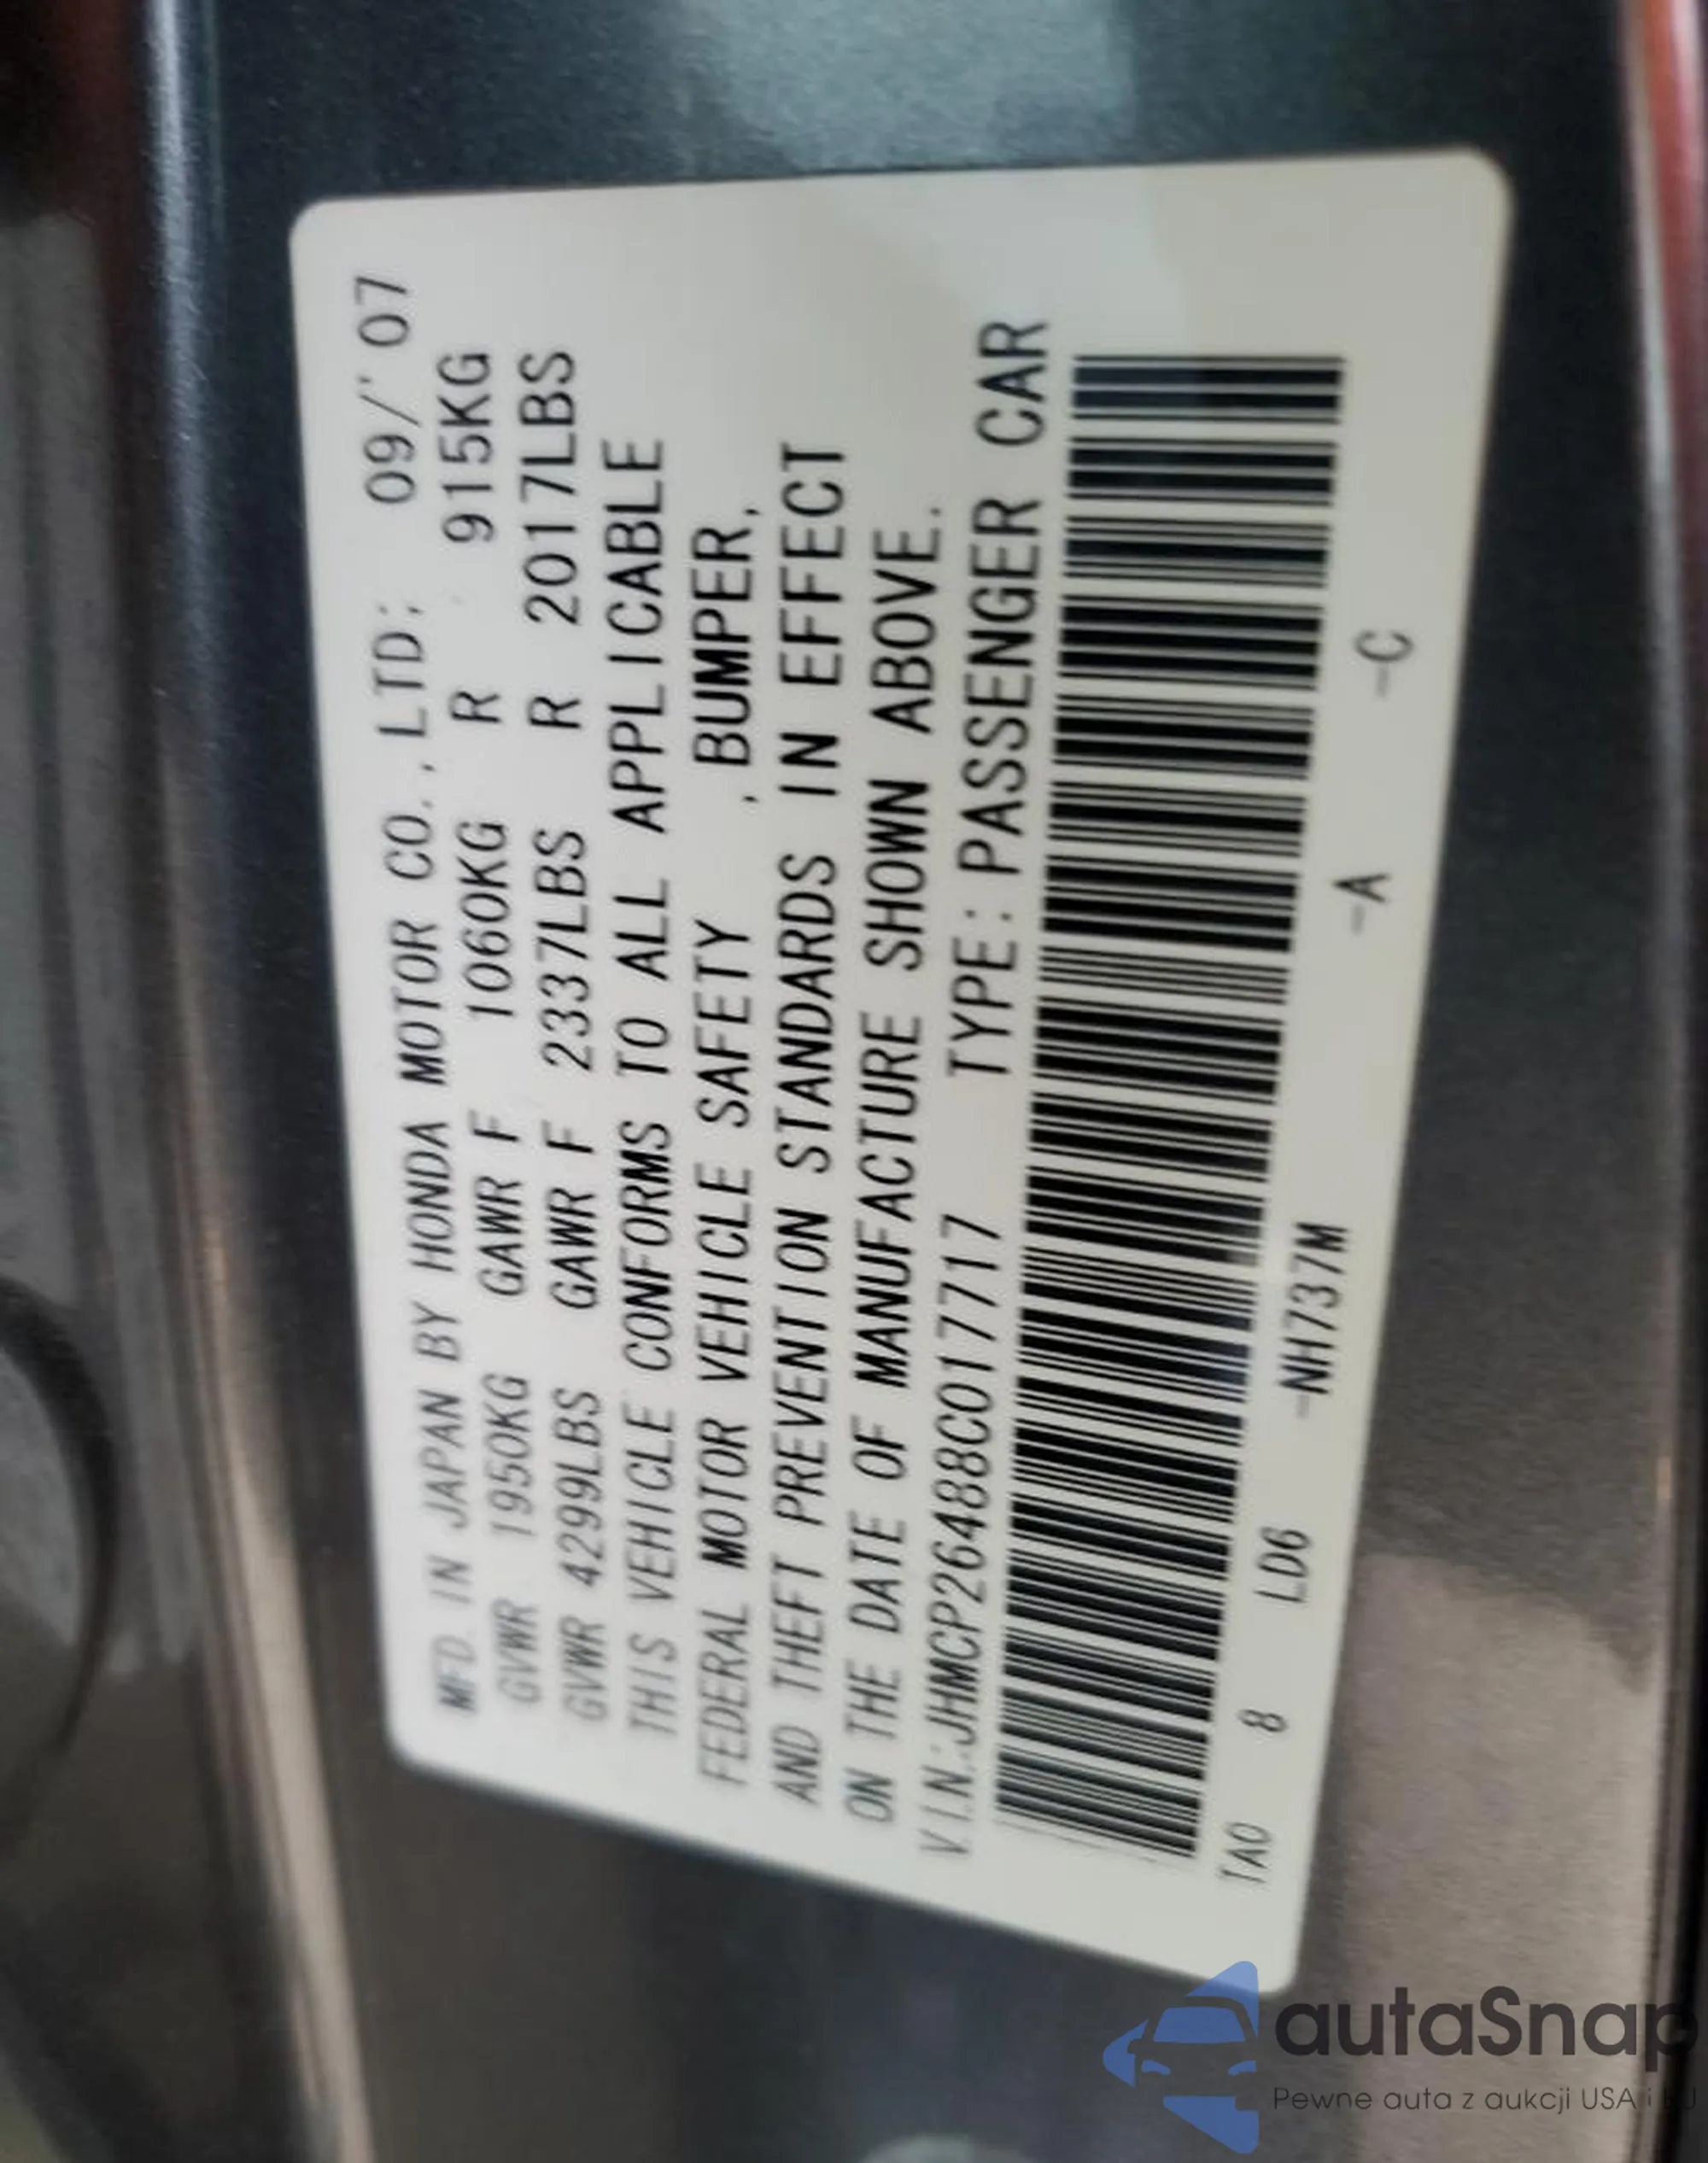 MFD. IN JAPAN BY HONDA MOTOR CO., LTD; 09/'07
GVWR 1950KG GAWR F 1060KG R 915KG
GVWR 4299LBS GAWR F 2337LBS R 2017LBS
THIS VEHICLE CONFORMS TO ALL APPLICABLE
FEDERAL MOTOR VEHICLE SAFETY , BUMPER,
AND THEFT PREVENTION STANDARDS IN EFFECT
ON THE DATE OF MANUFACTURE SHOWN ABOVE.
V.I.N.:JHMCP26488C017717 TYPE: PASSENGER CAR
TA0 8 LD6 -NH737M -A -C
autaSnap
Pewne auta z aukcji USA i EU